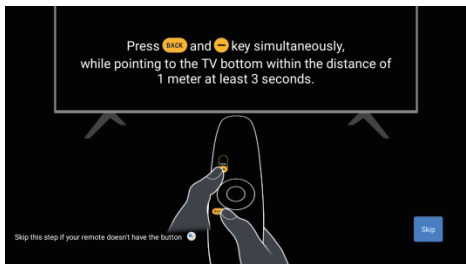 Press BACK and − key simultaneously,
while pointing to the TV bottom within the distance of
1 meter at least 3 seconds.
BACK
Skip this step if your remote doesn't have the button
Skip